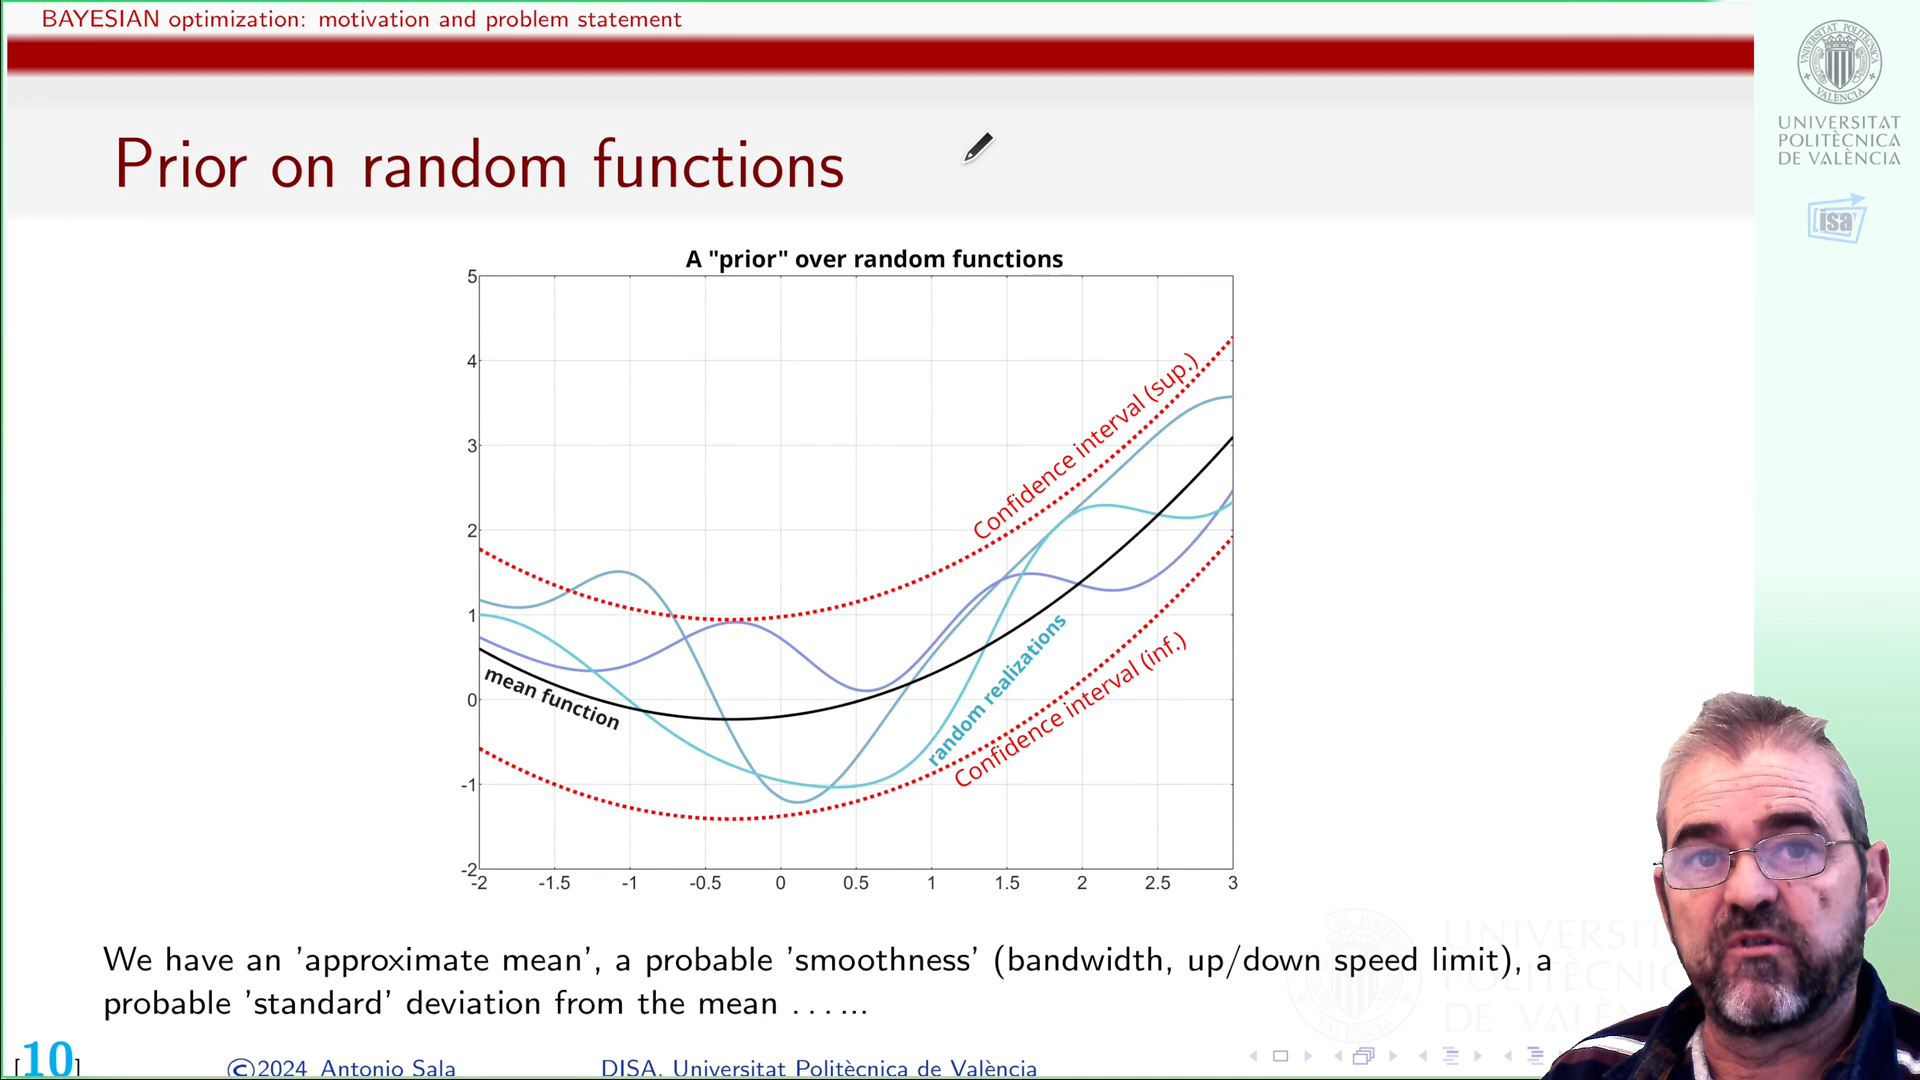 BAYESIAN optimization: motivation and problem statement
UNIVERSITAT
POLITÈCNICA
DE VALÈNCIA
isa
Prior on random functions
A "prior" over random functions
5
4
3
2
1
0
-1
-2
-2 -1.5 -1 -0.5 0 0.5 1 1.5 2 2.5 3
Confidence interval (sup.)
mean function
random realizations
Confidence interval (inf.)
We have an 'approximate mean', a probable 'smoothness' (bandwidth, up/down speed limit), a
probable 'standard' deviation from the mean . . . ...
[10]
©2024 Antonio Sala
DISA. Universitat Politècnica de València